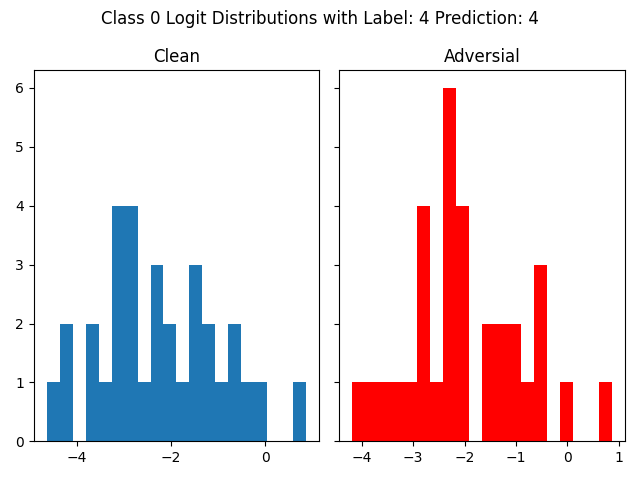 Class 0 Logit Distributions with Label: 4 Prediction: 4
Clean
Adversial
6
5
4
3
2
1
0
−4 −2 0
−4 −3 −2 −1 0 1